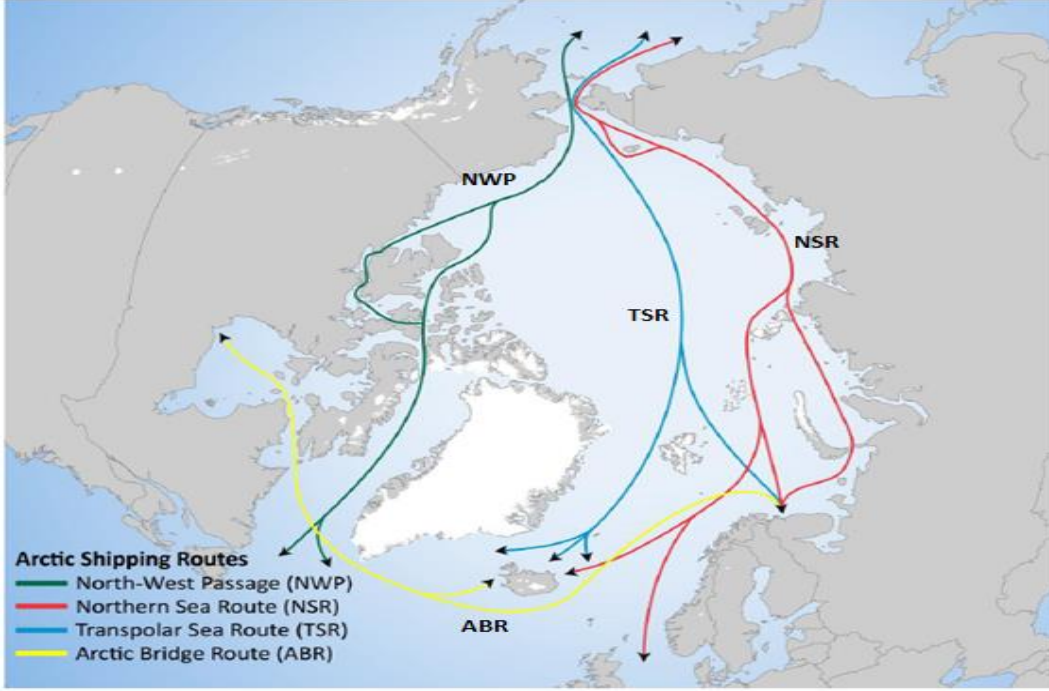 NWP
NSR
TSR
Arctic Shipping Routes
North-West Passage (NWP)
Northern Sea Route (NSR)
Transpolar Sea Route (TSR)
Arctic Bridge Route (ABR)
ABR